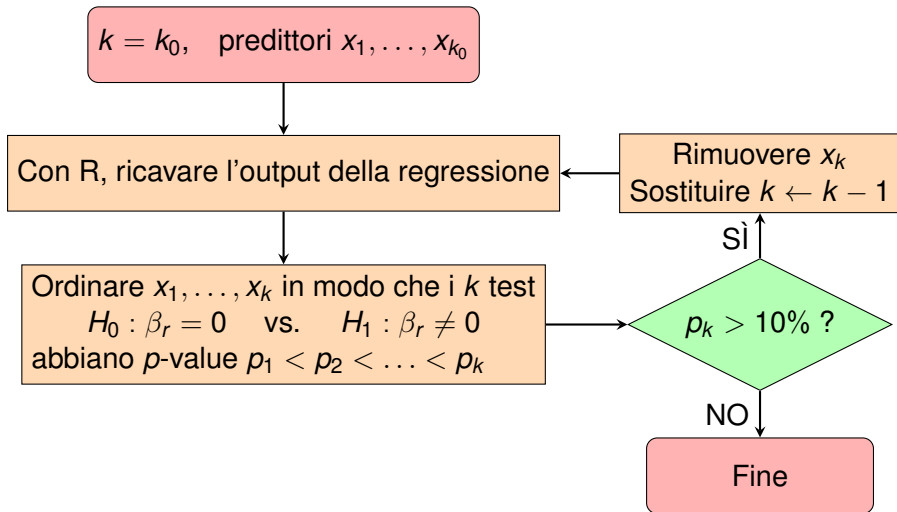 k = k₀, predittori x₁, . . . , xₖ₀
Con R, ricavare l'output della regressione
Rimuovere xₖ
Sostituire k ← k − 1
SÌ
Ordinare x₁, . . . , xₖ in modo che i k test
H₀ : βᵣ = 0 vs. H₁ : βᵣ ≠ 0
abbiano p-value p₁ < p₂ < . . . < pₖ
pₖ > 10% ?
NO
Fine